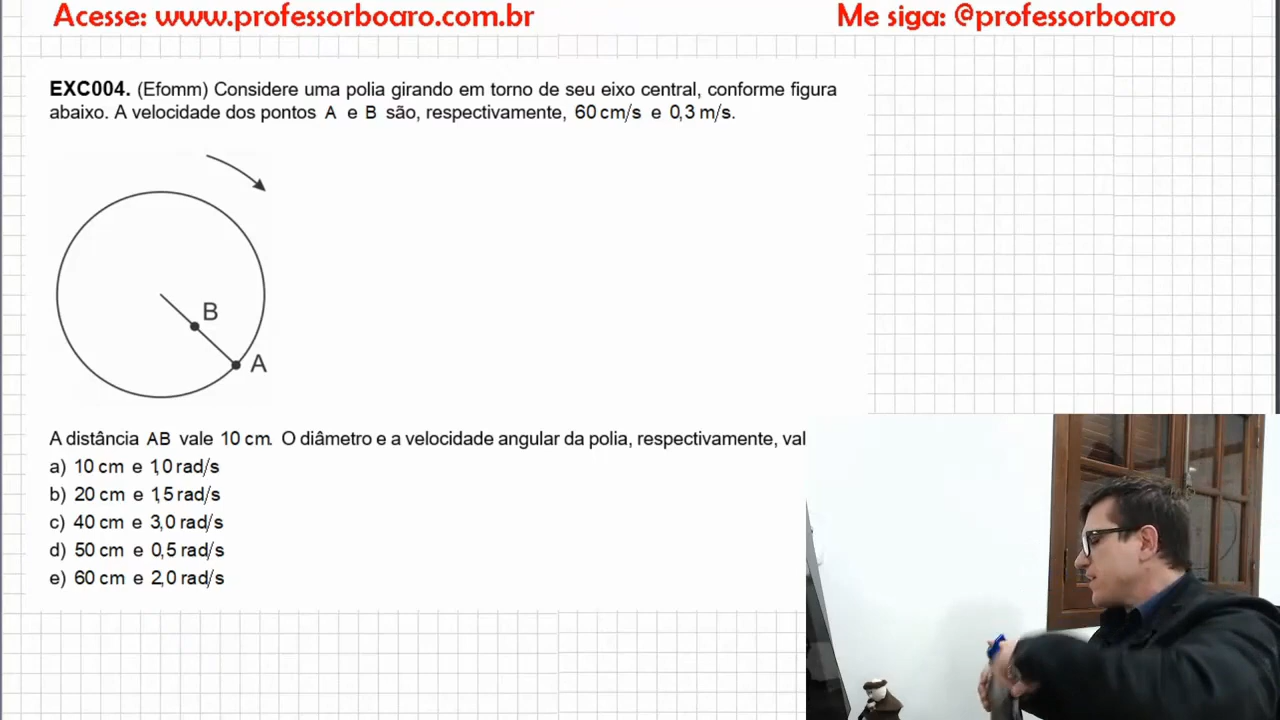 Acesse: www.professorboaro.com.br
Me siga: @professorboaro
EXC004. (Efomm) Considere uma polia girando em torno de seu eixo central, conforme figura
abaixo. A velocidade dos pontos A e B são, respectivamente, 60 cm/s e 0,3 m/s.
B
A
A distância AB vale 10 cm. O diâmetro e a velocidade angular da polia, respectivamente, val
a) 10 cm e 1,0 rad/s
b) 20 cm e 1,5 rad/s
c) 40 cm e 3,0 rad/s
d) 50 cm e 0,5 rad/s
e) 60 cm e 2,0 rad/s